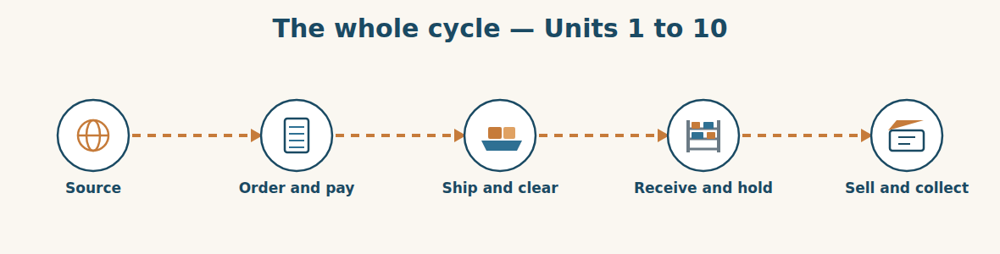 The whole cycle — Units 1 to 10
Source
Order and pay
Ship and clear
Receive and hold
Sell and collect